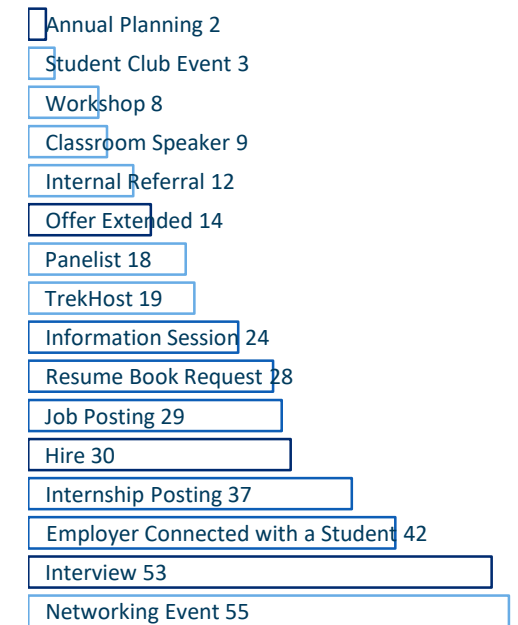 Annual Planning 2
Student Club Event 3
Workshop 8
Classroom Speaker 9
Internal Referral 12
Offer Extended 14
Panelist 18
TrekHost 19
Information Session 24
Resume Book Request 28
Job Posting 29
Hire 30
Internship Posting 37
Employer Connected with a Student 42
Interview 53
Networking Event 55